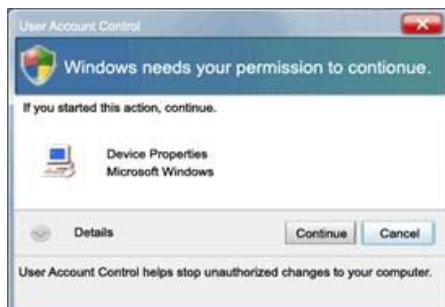 User Account Control
Windows needs your permission to contionue.
If you started this action, continue.
Device Properties
Microsoft Windows
Details
Continue
Cancel
User Account Control helps stop unauthorized changes to your computer.